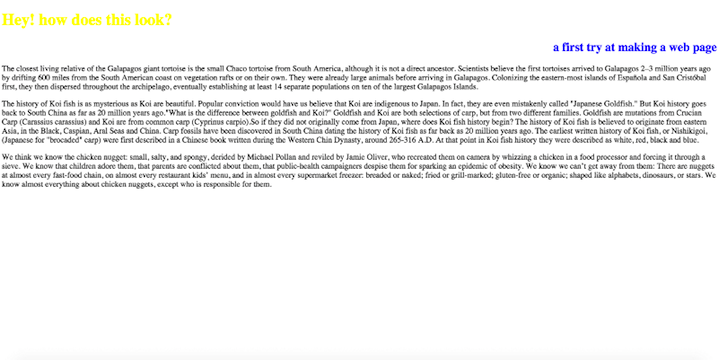 Hey! how does this look?
a first try at making a web page
The closest living relative of the Galapagos giant tortoise is the small Chaco tortoise from South America, although it is not a direct ancestor. Scientists believe the first tortoises arrived to Galapagos 2–3 million years ago
by drifting 600 miles from the South American coast on vegetation rafts or on their own. They were already large animals before arriving in Galapagos. Colonizing the eastern-most islands of Española and San Cristóbal
first, they then dispersed throughout the archipelago, eventually establishing at least 14 separate populations on ten of the largest Galapagos Islands.
The history of Koi fish is as mysterious as Koi are beautiful. Popular conviction would have us believe that Koi are indigenous to Japan. In fact, they are even mistakenly called "Japanese Goldfish." But Koi history goes
back to South China as far as 20 million years ago."What is the difference between goldfish and Koi?" Goldfish and Koi are both selections of carp, but from two different families. Goldfish are mutations from Crucian
Carp (Carassius carassius) and Koi are from common carp (Cyprinus carpio).So if they did not originally come from Japan, where does Koi fish history begin? The history of Koi fish is believed to originate from eastern
Asia, in the Black, Caspian, Aral Seas and China. Carp fossils have been discovered in South China dating the history of Koi fish as far back as 20 million years ago. The earliest written history of Koi fish, or Nishikigoi,
(Japanese for "brocaded" carp) were first described in a Chinese book written during the Western Chin Dynasty, around 265-316 A.D. At that point in Koi fish history they were described as white, red, black and blue.
We think we know the chicken nugget: small, salty, and spongy, derided by Michael Pollan and reviled by Jamie Oliver, who recreated them on camera by whizzing a chicken in a food processor and forcing it through a
sieve. We know that children adore them, that parents are conflicted about them, that public-health campaigners despise them for sparking an epidemic of obesity. We know we can't get away from them: There are nuggets
at almost every fast-food chain, on almost every restaurant kids' menu, and in almost every supermarket freezer: breaded or naked; fried or grill-marked; gluten-free or organic; shaped like alphabets, dinosaurs, or stars. We
know almost everything about chicken nuggets, except who is responsible for them.